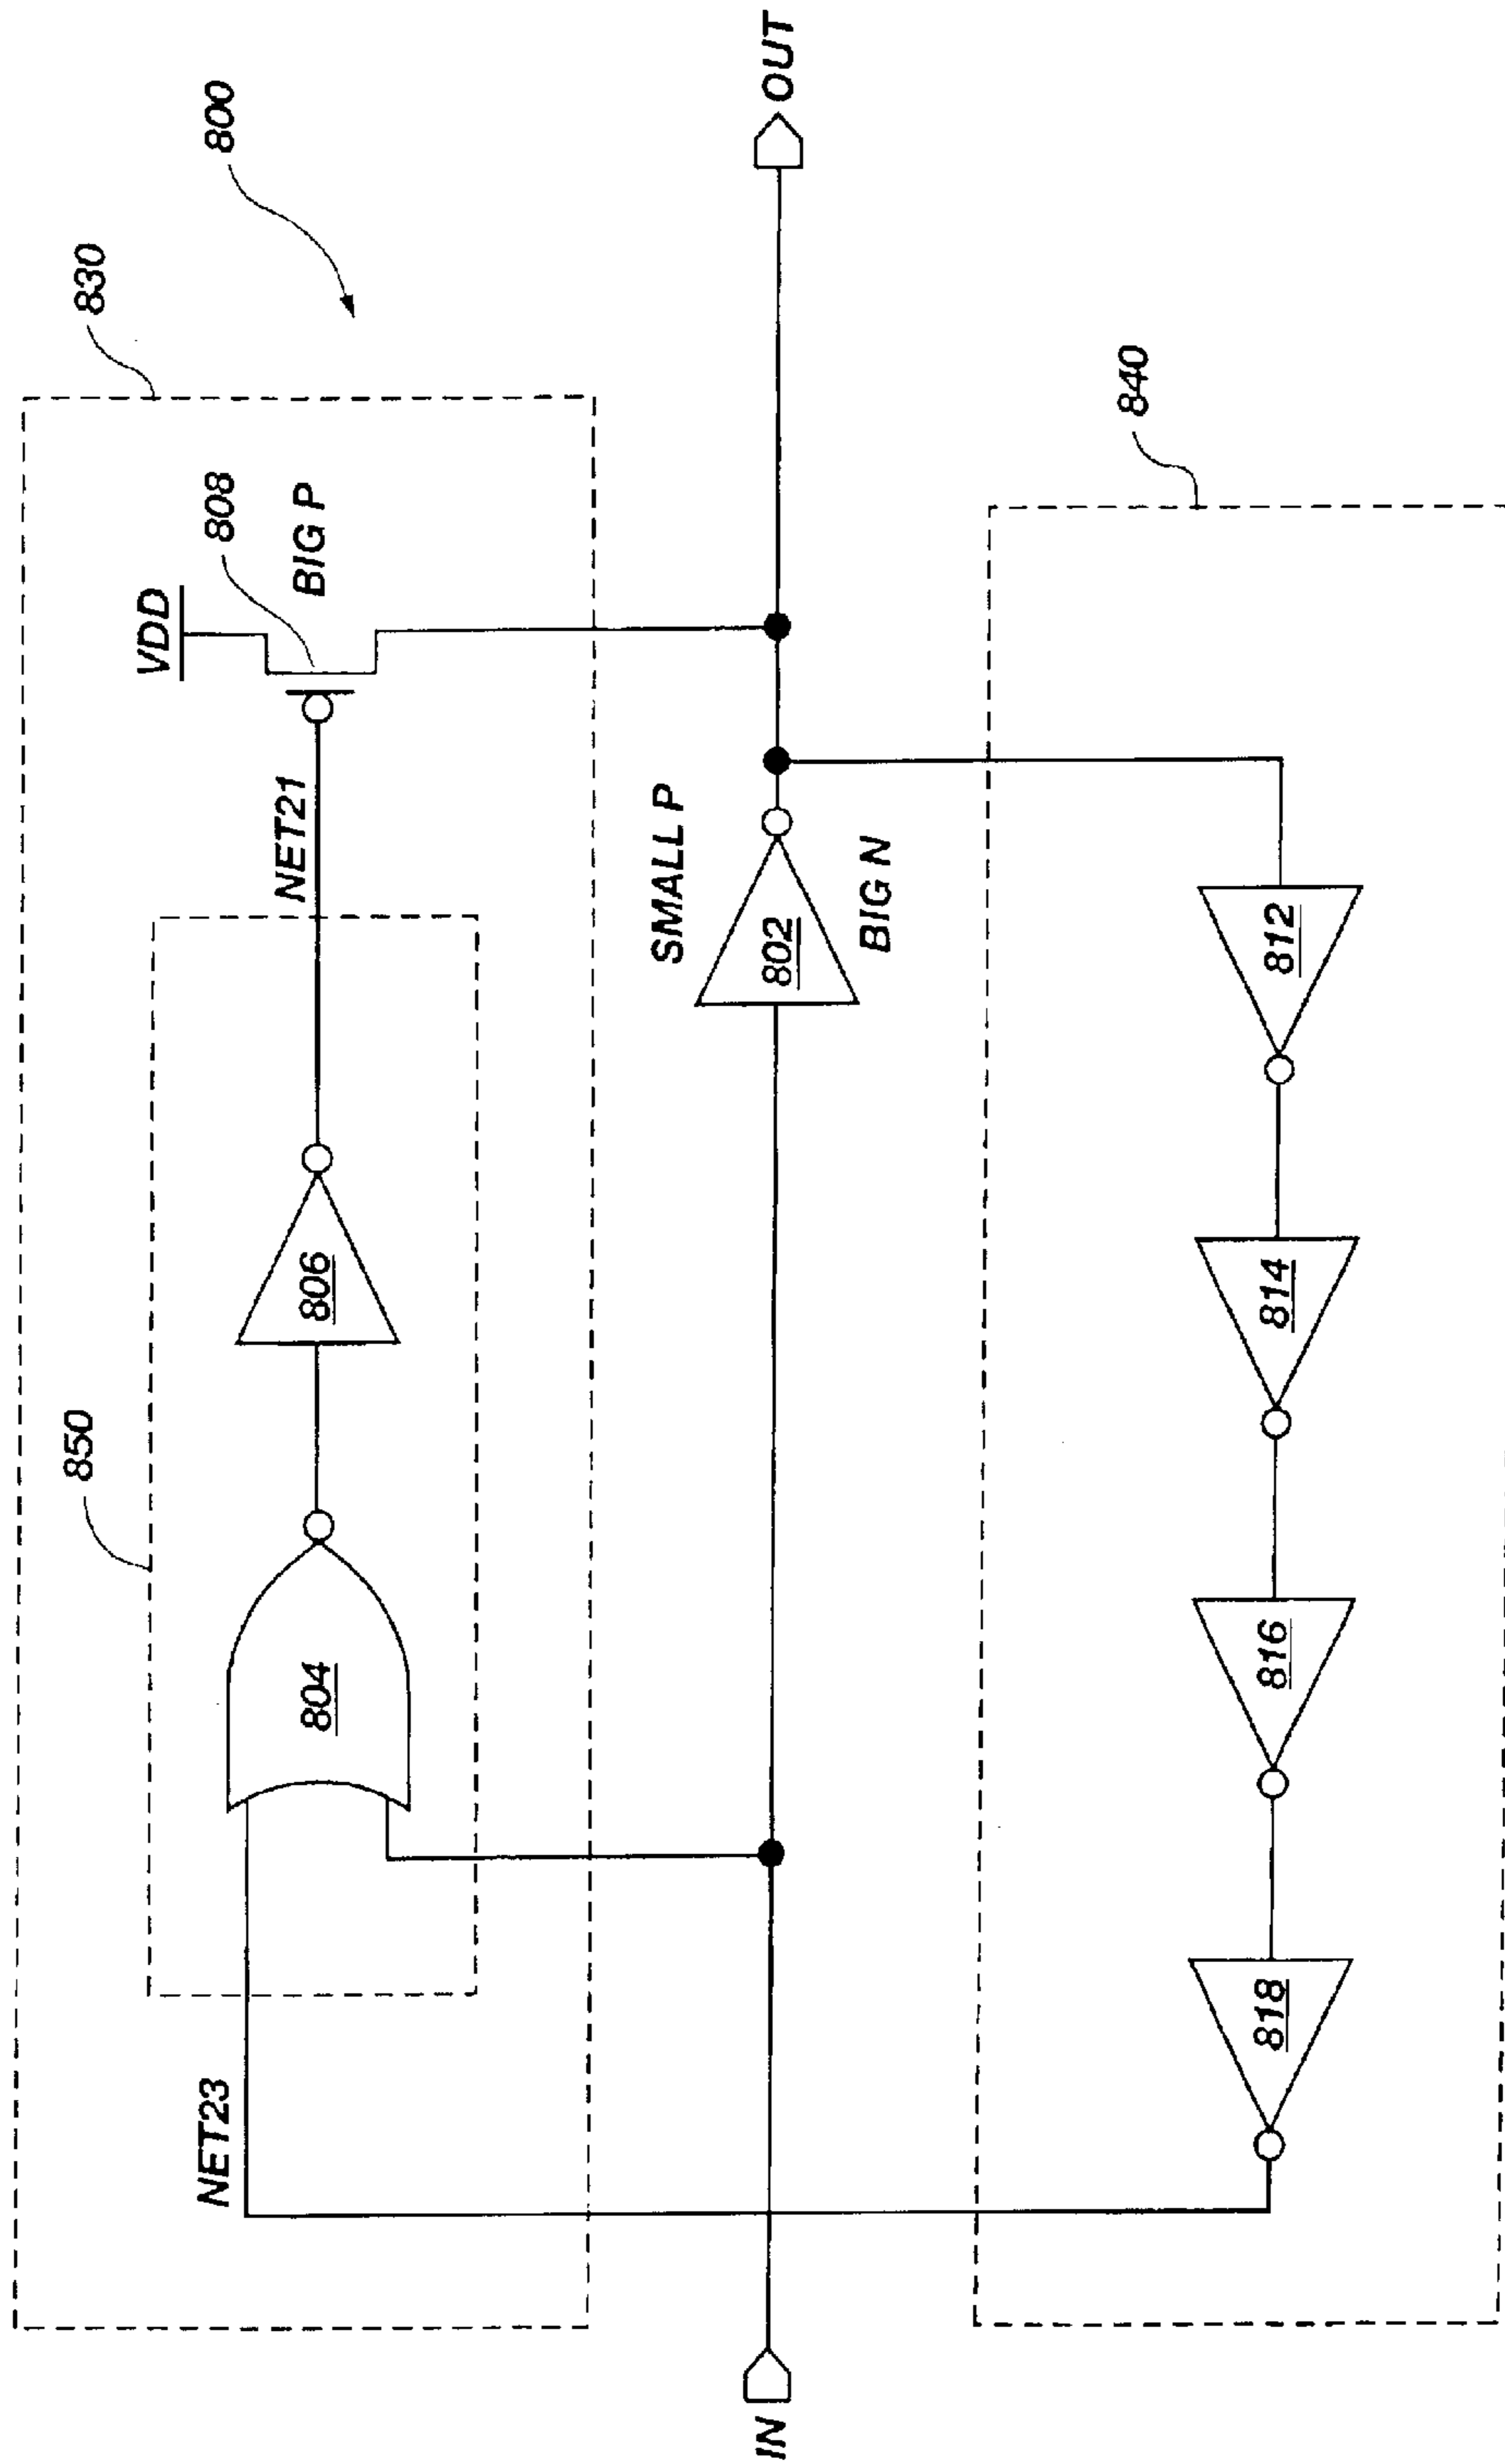 800
830
VDD
808
BIG P
850
NET21
806
804
NET23
SMALL P
802
BIG N
IN
OUT
840
818
816
814
812